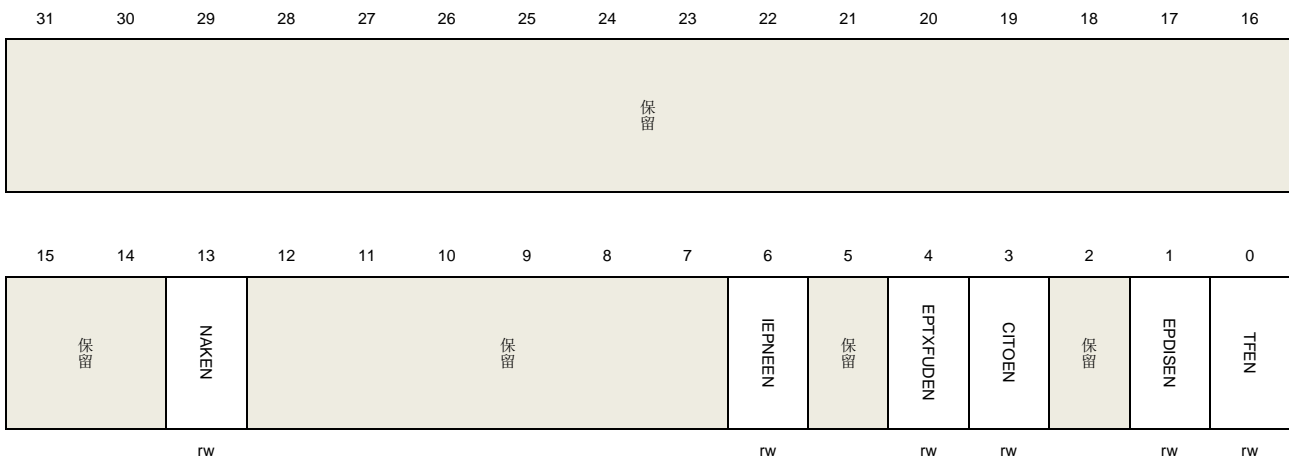 31 30 29 28 27 26 25 24 23 22 21 20 19 18 17 16
保留
15 14 13 12 11 10 9 8 7 6 5 4 3 2 1 0
保留 NAKEN 保留 IEPNEEN 保留 EPTXFUDEN CITOEN 保留 EPDISEN TFEN
rw rw rw rw rw rw